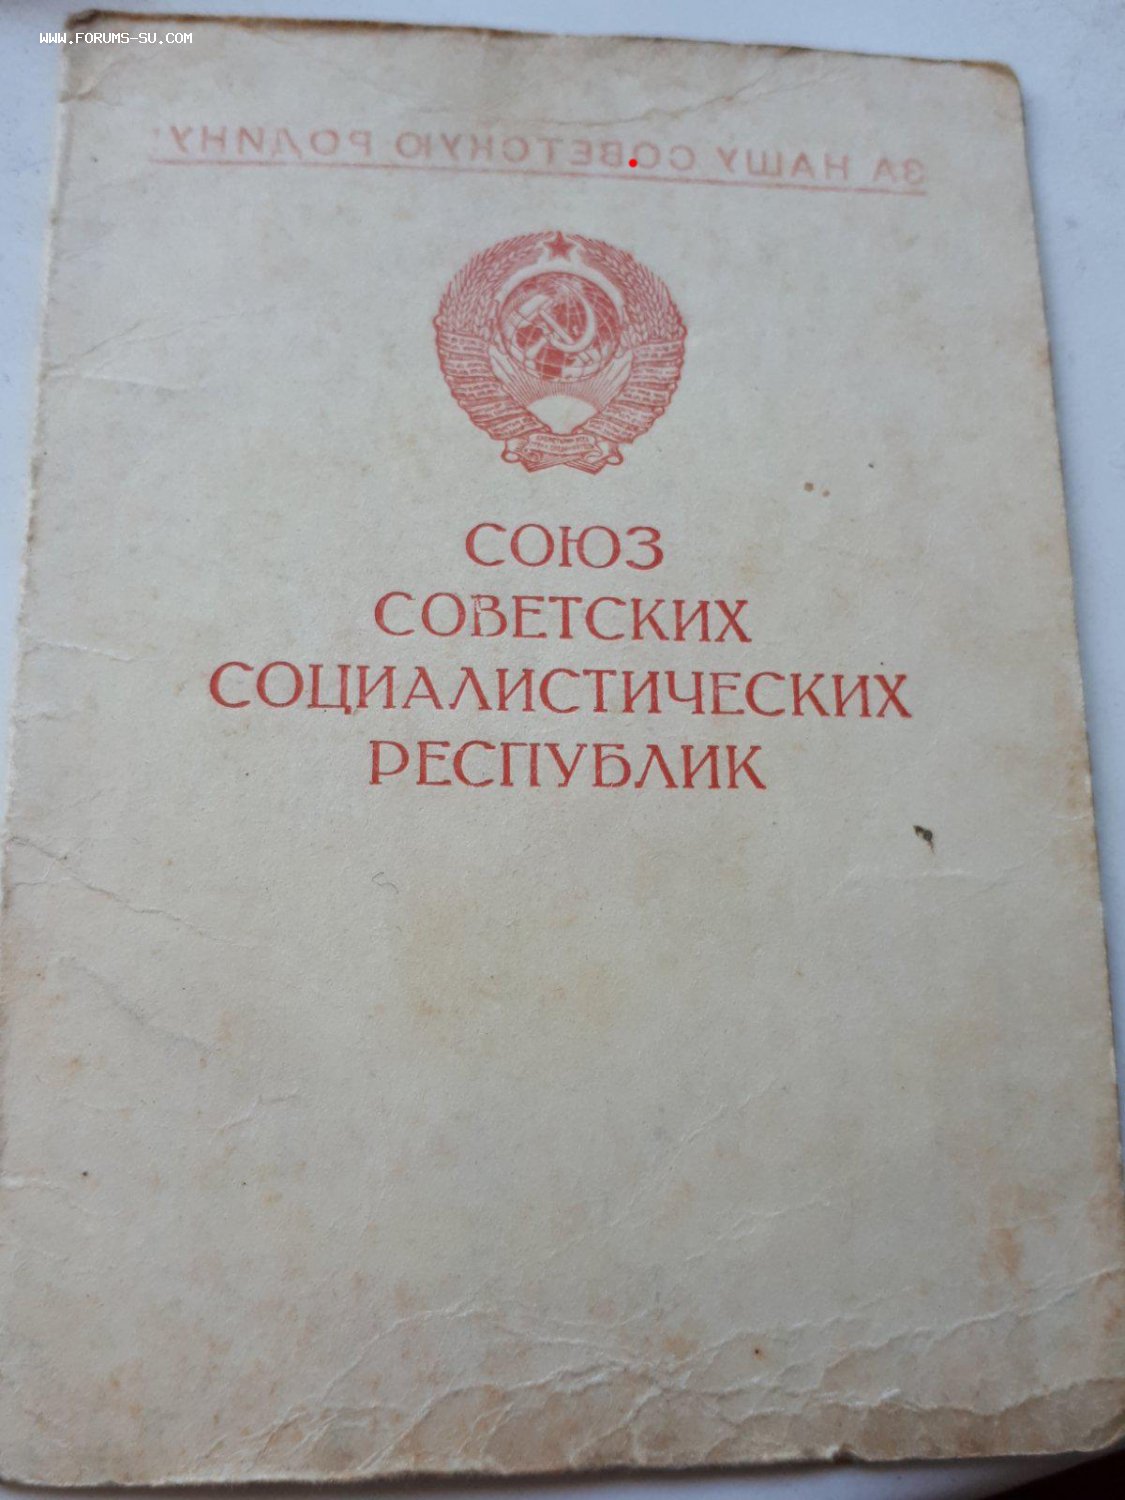 WWW.FORUMS-SU.COM
ЗА НАШУ СОВЕТСКУЮ РОДИНУ!
СОЮЗ
СОВЕТСКИХ
СОЦИАЛИСТИЧЕСКИХ
РЕСПУБЛИК